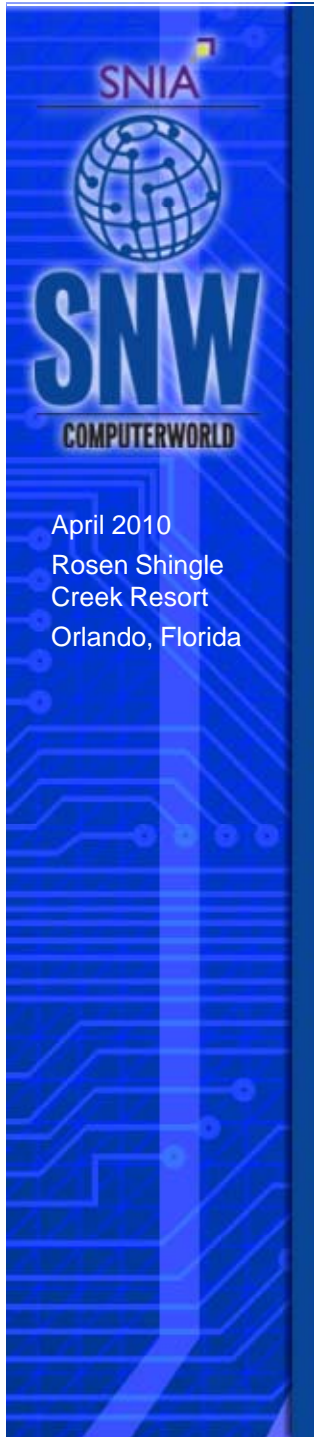 SNIA
SNW
COMPUTERWORLD
April 2010
Rosen Shingle
Creek Resort
Orlando, Florida